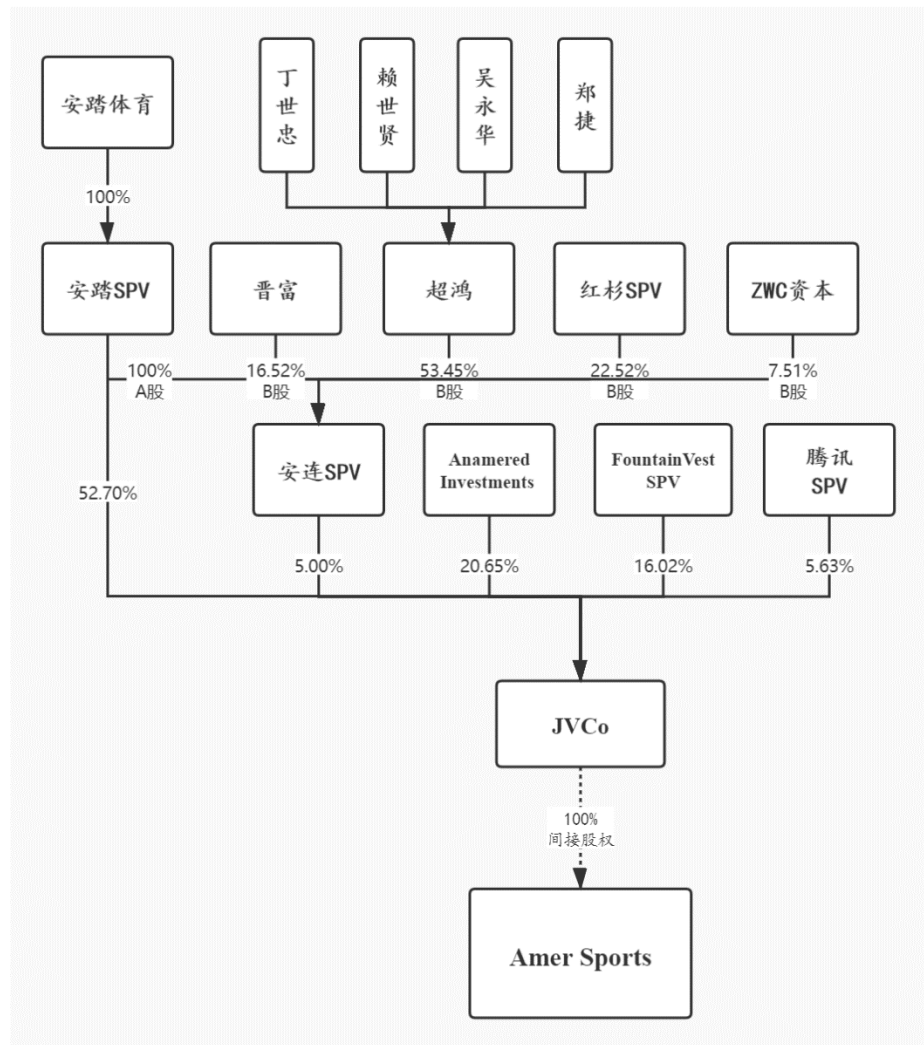 安踏体育
丁世忠
赖世贤
吴永华
郑捷
100%
安踏SPV
晋富
超鸿
红杉SPV
ZWC资本
100%
A股
16.52%
B股
53.45%
B股
22.52%
B股
7.51%
B股
安连SPV
Anamered
Investments
FountainVest
SPV
腾讯
SPV
52.70%
5.00%
20.65%
16.02%
5.63%
JVCo
100%
间接股权
Amer Sports